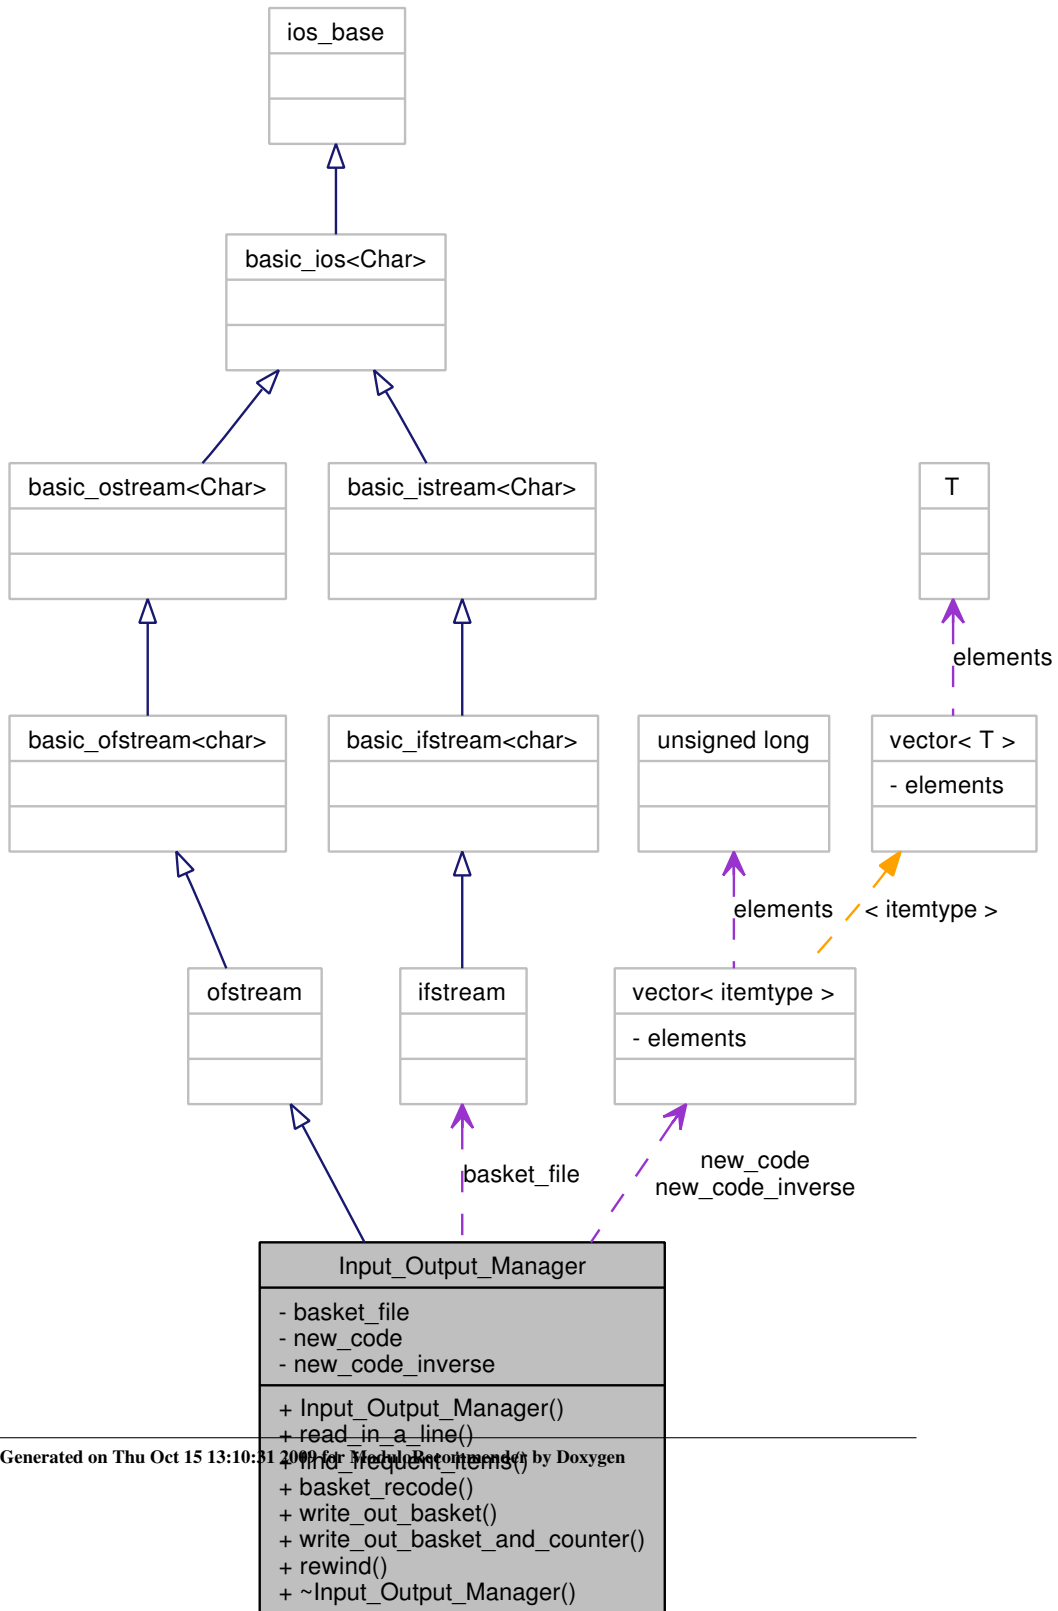 ios_base
basic_ios<Char>
basic_ostream<Char>
basic_istream<Char>
T
elements
basic_ofstream<char>
basic_ifstream<char>
unsigned long
vector< T >
- elements
elements
< itemtype >
ofstream
ifstream
vector< itemtype >
- elements
basket_file
new_code
new_code_inverse
Input_Output_Manager
- basket_file
- new_code
- new_code_inverse
+ Input_Output_Manager()
+ read_in_a_line()
Generated on Thu Oct 15 13:10:31 2009 for ModuloRecommender by Doxygen
+ find_frequent_items()
+ basket_recode()
+ write_out_basket()
+ write_out_basket_and_counter()
+ rewind()
+ ~Input_Output_Manager()